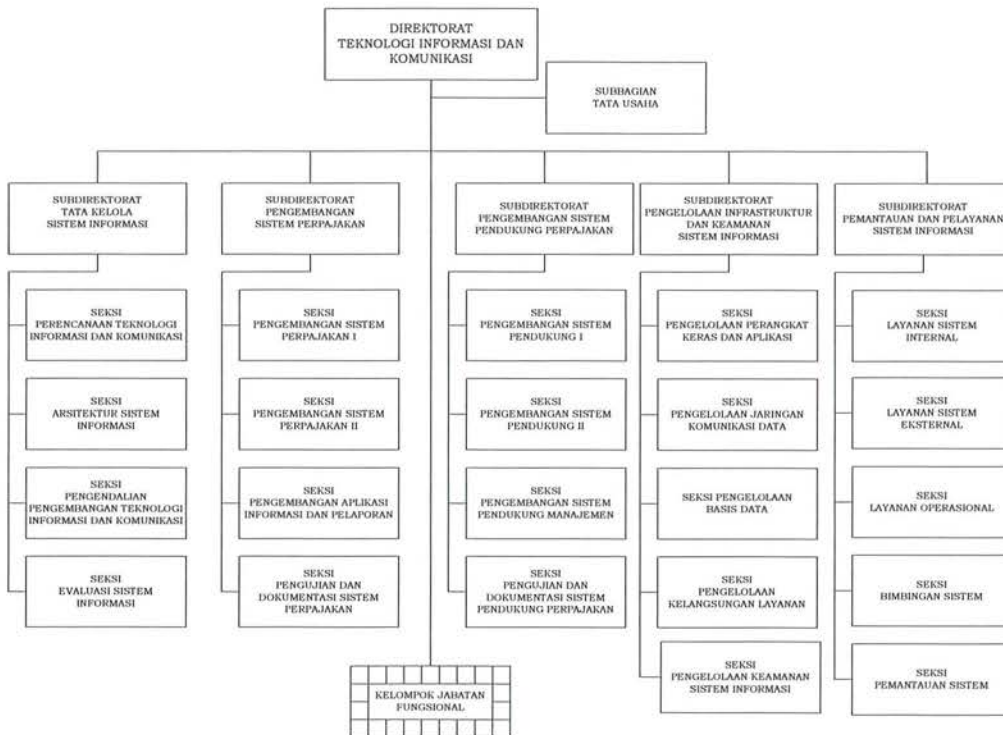 DIREKTORAT
TEKNOLOGI INFORMASI DAN
KOMUNIKASI
SUBBAGIAN
TATA USAHA
SUBDIREKTORAT
TATA KELOLA
SISTEM INFORMASI
SUBDIREKTORAT
PENGEMBANGAN
SISTEM PERPAJAKAN
SUBDIREKTORAT
PENGEMBANGAN SISTEM
PENDUKUNG PERPAJAKAN
SUBDIREKTORAT
PENGELOLAAN INFRASTRUKTUR
DAN KEAMANAN
SISTEM INFORMASI
SUBDIREKTORAT
PEMANTAUAN DAN PELAYANAN
SISTEM INFORMASI
SEKSI
PERENCANAAN TEKNOLOGI
INFORMASI DAN KOMUNIKASI
SEKSI
PENGEMBANGAN SISTEM
PERPAJAKAN I
SEKSI
PENGEMBANGAN SISTEM
PENDUKUNG I
SEKSI
PENGELOLAAN PERANGKAT
KERAS DAN APLIKASI
SEKSI
LAYANAN SISTEM
INTERNAL
SEKSI
ARSITEKTUR SISTEM
INFORMASI
SEKSI
PENGEMBANGAN SISTEM
PERPAJAKAN II
SEKSI
PENGEMBANGAN SISTEM
PENDUKUNG II
SEKSI
PENGELOLAAN JARINGAN
KOMUNIKASI DATA
SEKSI
LAYANAN SISTEM
EKSTERNAL
SEKSI
PENGENDALIAN
PENGEMBANGAN TEKNOLOGI
INFORMASI DAN KOMUNIKASI
SEKSI
PENGEMBANGAN APLIKASI
INFORMASI DAN PELAPORAN
SEKSI
PENGEMBANGAN SISTEM
PENDUKUNG MANAJEMEN
SEKSI PENGELOLAAN
BASIS DATA
SEKSI
LAYANAN OPERASIONAL
SEKSI
EVALUASI SISTEM
INFORMASI
SEKSI
PENGUJIAN DAN
DOKUMENTASI SISTEM
PERPAJAKAN
SEKSI
PENGUJIAN DAN
DOKUMENTASI SISTEM
PENDUKUNG PERPAJAKAN
SEKSI
PENGELOLAAN
KELANGSUNGAN LAYANAN
SEKSI
BIMBINGAN SISTEM
SEKSI
PENGELOLAAN KEAMANAN
SISTEM INFORMASI
SEKSI
PEMANTAUAN SISTEM
KELOMPOK JABATAN
FUNGSIONAL